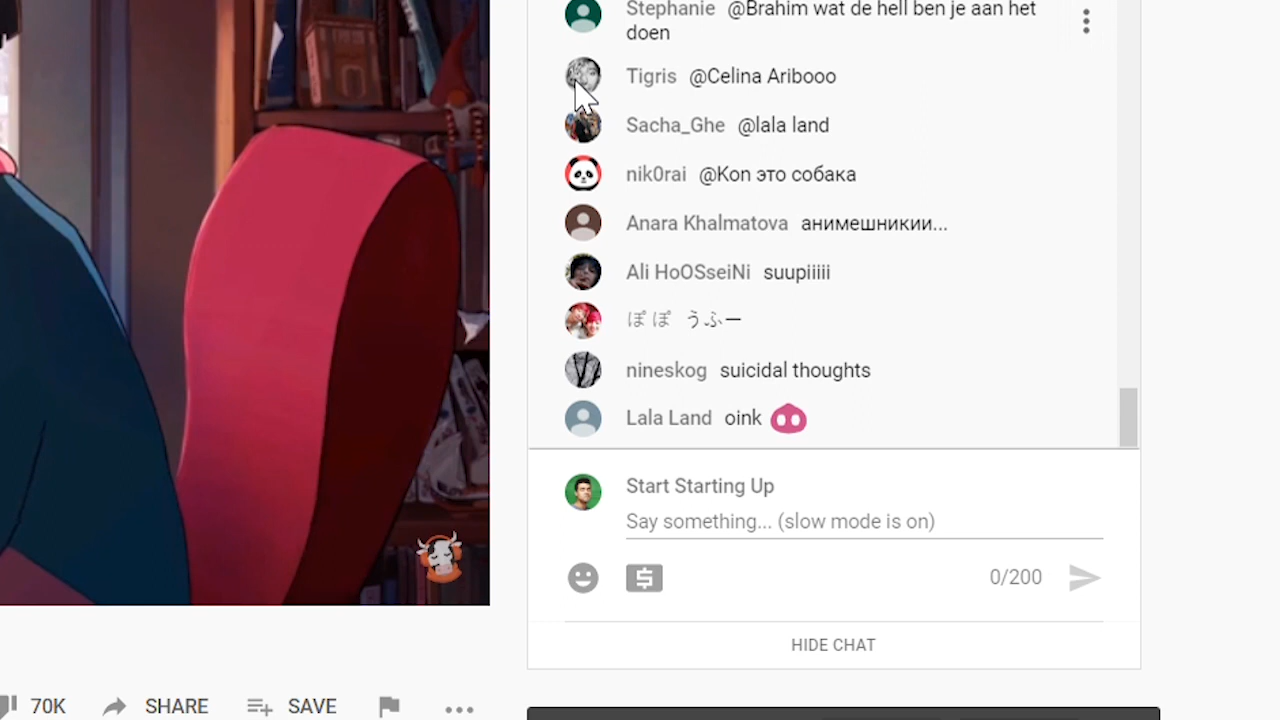 Stephanie @Brahim wat de hell ben je aan het
doen
Tigris @Celina Aribooo
Sacha_Ghe @lala land
nik0rai @Kon это собака
Anara Khalmatova анимешникии...
Ali HoOSseiNi suupiiiii
ぽ ぽ うふー
nineskog suicidal thoughts
Lala Land oink
Start Starting Up
Say something... (slow mode is on)
0/200
HIDE CHAT
70K SHARE SAVE